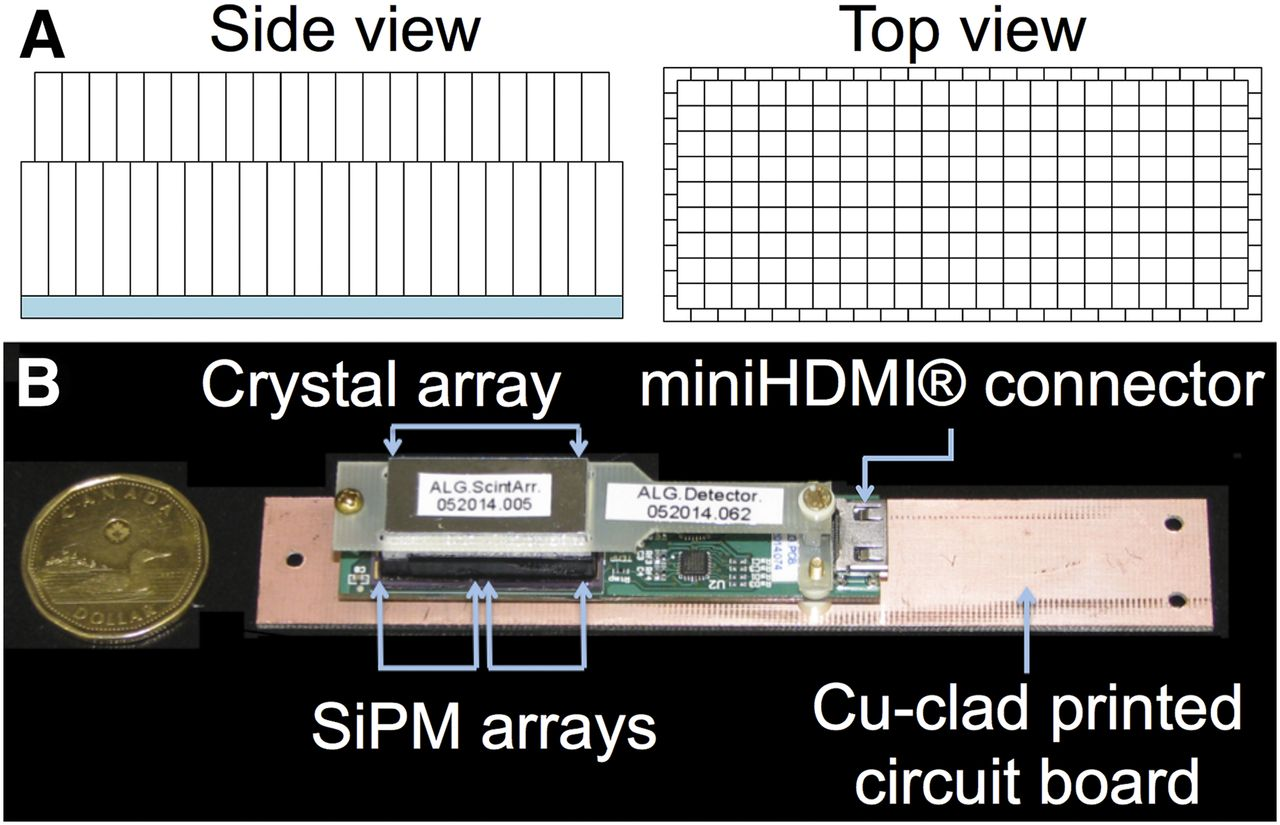 A
Side view
Top view
B
Crystal array
miniHDMI® connector
ALG.ScintArr.
052014.005
ALG.Detector.
052014.062
CANADA
DOLLAR
U2
SiPM arrays
Cu-clad printed
circuit board